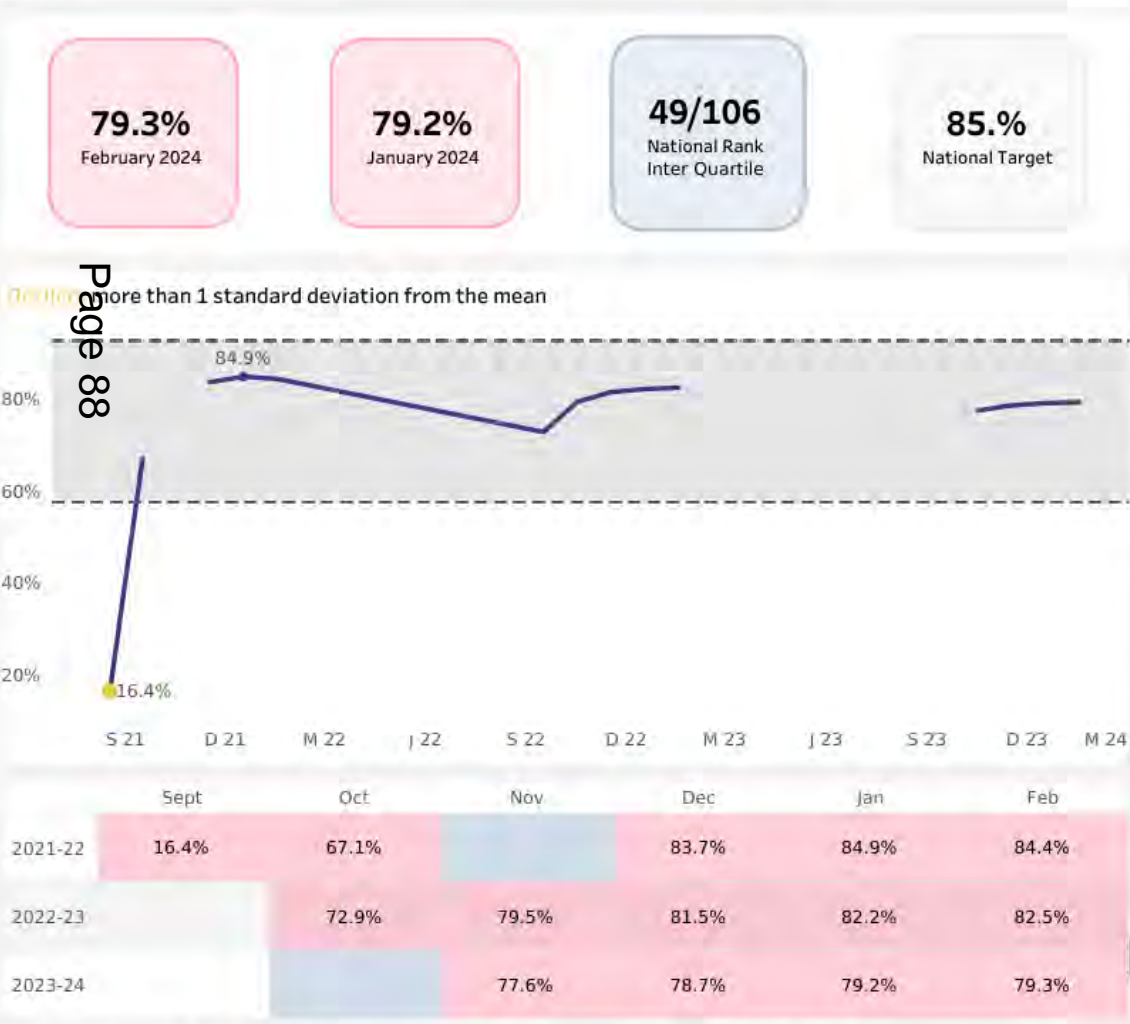 79.3%
February 2024
79.2%
January 2024
49/106
National Rank
Inter Quartile
85.%
National Target
Page 88
more than 1 standard deviation from the mean
84.9%
80%
60%
40%
20%
16.4%
S 21 D 21 M 22 J 22 S 22 D 22 M 23 J 23 S 23 D 23 M 24
Sept Oct Nov Dec Jan Feb
2021-22 16.4% 67.1% 83.7% 84.9% 84.4%
2022-23 72.9% 79.5% 81.5% 82.2% 82.5%
2023-24 77.6% 78.7% 79.2% 79.3%